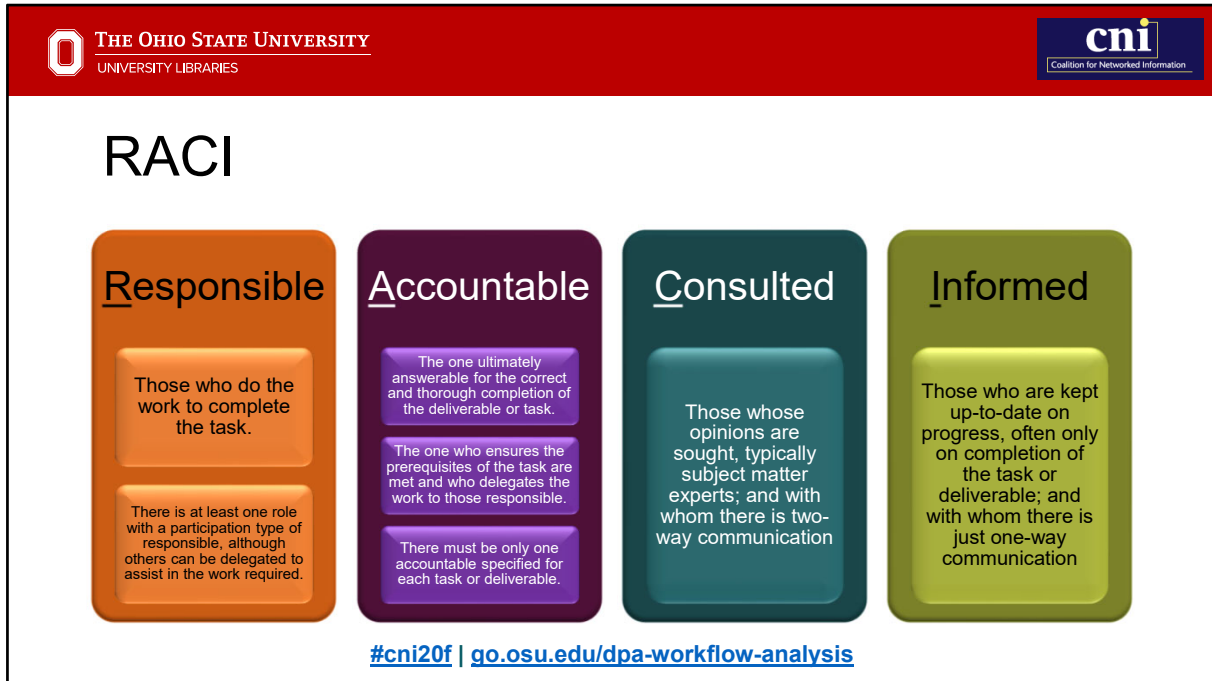 THE OHIO STATE UNIVERSITY
UNIVERSITY LIBRARIES
cni
Coalition for Networked Information
RACI
Responsible
Those who do the
work to complete
the task.
There is at least one role
with a participation type of
responsible, although
others can be delegated to
assist in the work required.
Accountable
The one ultimately
answerable for the correct
and thorough completion of
the deliverable or task.
The one who ensures the
prerequisites of the task are
met and who delegates the
work to those responsible.
There must be only one
accountable specified for
each task or deliverable.
Consulted
Those whose
opinions are
sought, typically
subject matter
experts; and with
whom there is two-
way communication
Informed
Those who are kept
up-to-date on
progress, often only
on completion of
the task or
deliverable; and
with whom there is
just one-way
communication
#cni20f | go.osu.edu/dpa-workflow-analysis